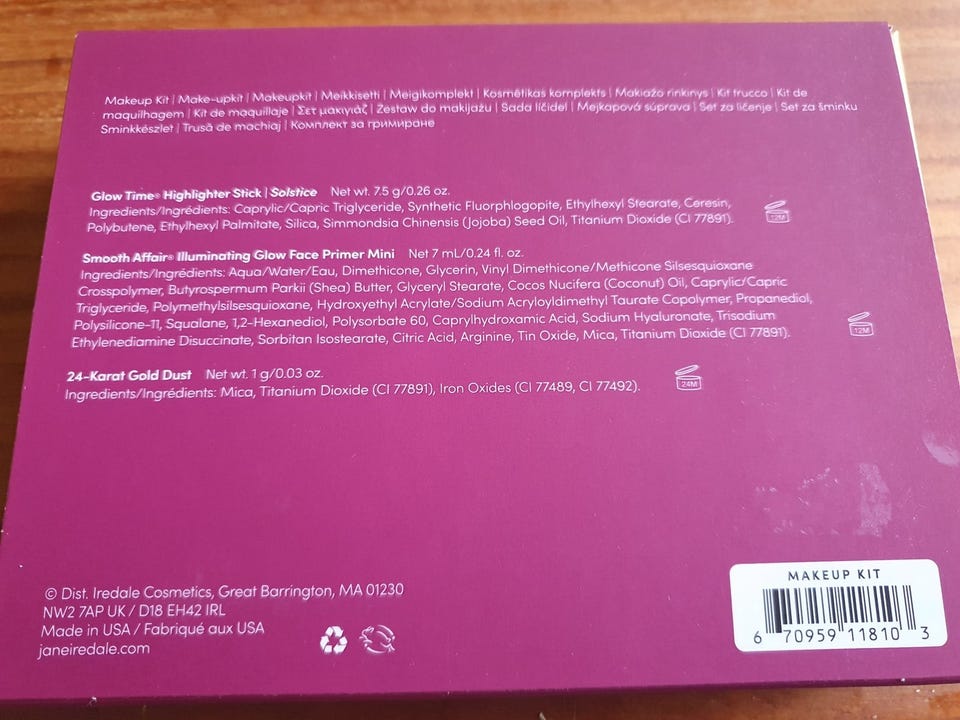 Makeup Kit | Make-upkit | Makeupkit | Meikkisetti | Meigikomplekt | Kosmētikas komplekts | Makiažo rinkinys | Kit trucco | Kit de
maquilhagem | Kit de maquillaje | Σετ μακιγιάζ | Zestaw do makijażu | Sada líčidel | Mejkapová súprava | Set za ličenje | Set za šminku
Sminkkészlet | Trusă de machiaj | Комплект за гримиране
Glow Time® Highlighter Stick | Solstice Net wt. 7.5 g/0.26 oz.
Ingredients/Ingrédients: Caprylic/Capric Triglyceride, Synthetic Fluorphlogopite, Ethylhexyl Stearate, Ceresin,
Polybutene, Ethylhexyl Palmitate, Silica, Simmondsia Chinensis (Jojoba) Seed Oil, Titanium Dioxide (CI 77891).
12M
Smooth Affair® Illuminating Glow Face Primer Mini Net 7 mL/0.24 fl. oz.
Ingredients/Ingrédients: Aqua/Water/Eau, Dimethicone, Glycerin, Vinyl Dimethicone/Methicone Silsesquioxane
Crosspolymer, Butyrospermum Parkii (Shea) Butter, Glyceryl Stearate, Cocos Nucifera (Coconut) Oil, Caprylic/Capric
Triglyceride, Polymethylsilsesquioxane, Hydroxyethyl Acrylate/Sodium Acryloyldimethyl Taurate Copolymer, Propanediol,
Polysilicone-11, Squalane, 1,2-Hexanediol, Polysorbate 60, Caprylhydroxamic Acid, Sodium Hyaluronate, Trisodium
Ethylenediamine Disuccinate, Sorbitan Isostearate, Citric Acid, Arginine, Tin Oxide, Mica, Titanium Dioxide (CI 77891).
12M
24-Karat Gold Dust Net wt. 1 g/0.03 oz.
Ingredients/Ingrédients: Mica, Titanium Dioxide (CI 77891), Iron Oxides (CI 77489, CI 77492).
24M
© Dist. Iredale Cosmetics, Great Barrington, MA 01230
NW2 7AP UK / D18 EH42 IRL
Made in USA / Fabriqué aux USA
janeiredale.com
MAKEUP KIT
6 70959 11810 3